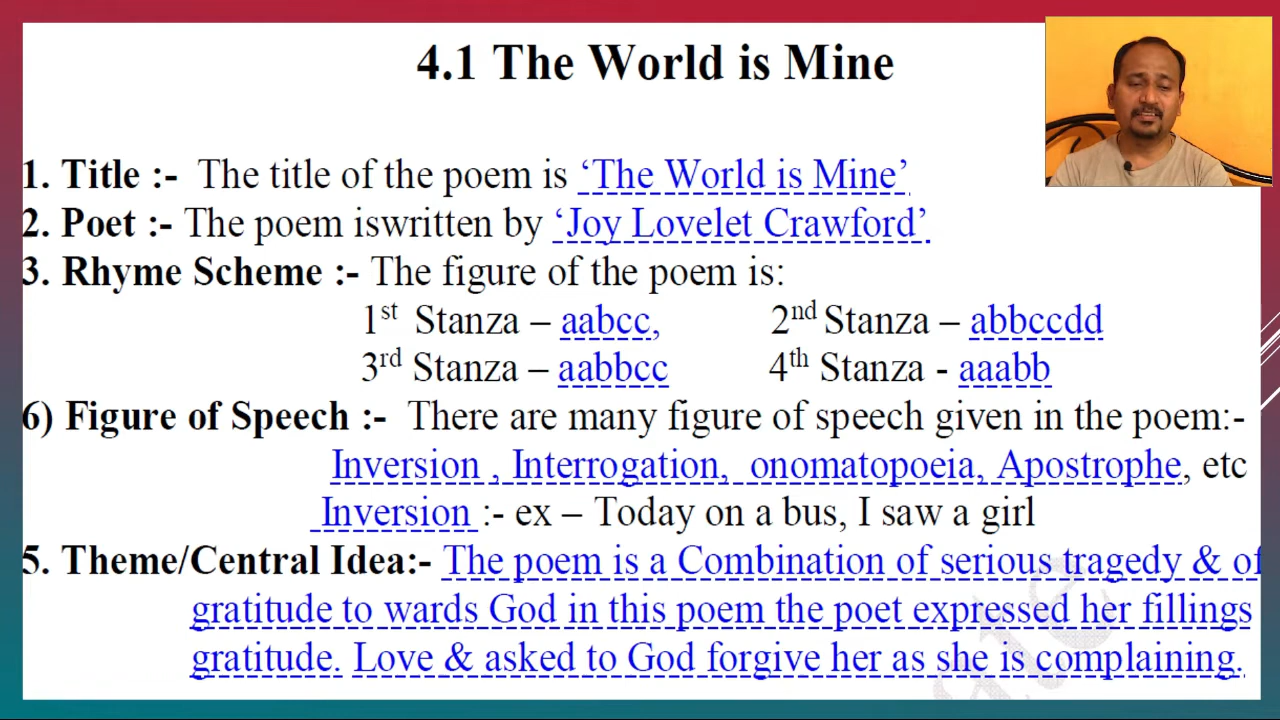 4.1 The World is Mine
1. Title :- The title of the poem is ‘The World is Mine’
2. Poet :- The poem iswritten by ‘Joy Lovelet Crawford’
3. Rhyme Scheme :- The figure of the poem is:
1st Stanza – aabcc, 2nd Stanza – abbccdd
3rd Stanza – aabbcc 4th Stanza - aaabb
6) Figure of Speech :- There are many figure of speech given in the poem:-
Inversion , Interrogation, onomatopoeia, Apostrophe, etc
Inversion :- ex – Today on a bus, I saw a girl
5. Theme/Central Idea:- The poem is a Combination of serious tragedy & of
gratitude to wards God in this poem the poet expressed her fillings
gratitude. Love & asked to God forgive her as she is complaining.